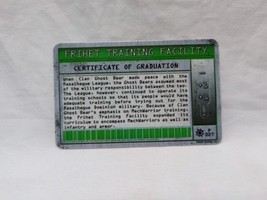 FRIHET TRAINING FACILITY
CERTIFICATE OF GRADUATION
When Clan Ghost Bear made peace with the
Rasalhague League, the Ghost Bears assumed most
of the military responsibility between the two.
The League, however, continued to operate its
training schools so that its people would have
adequate training before trying out for the
Rasalhague Dominion military. Because of Clan
Ghost Bear's emphasis on MechWarrior training,
the Frihet Training Facility expanded its
curriculum to encompass MechWarriors as well as
infantry and armor.